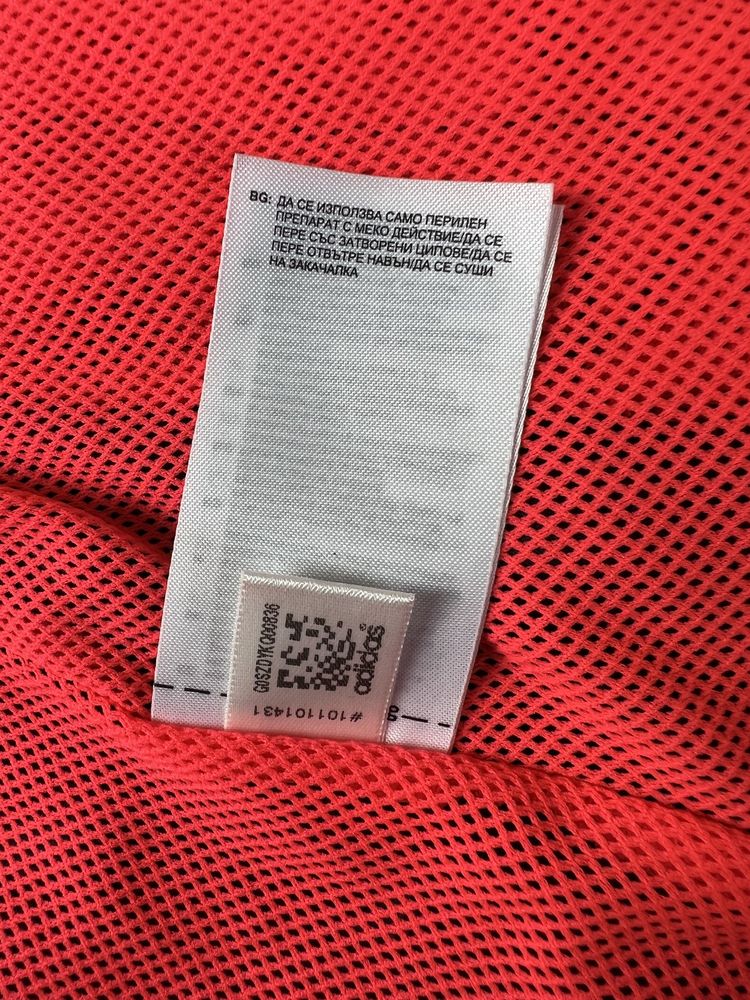 BG: ДА СЕ ИЗПОЛЗВА САМО ПЕРИЛЕН
ПРЕПАРАТ С МЕКО ДЕЙСТВИЕ/ДА СЕ
ПЕРЕ СЪС ЗАТВОРЕНИ ЦИПОВЕ/ДА СЕ
ПЕРЕ ОТВЪТРЕ НАВЪН/ДА СЕ СУШИ
НА ЗАКАЧАЛКА
G0SZDYKQ00836
adidas®
#101101431